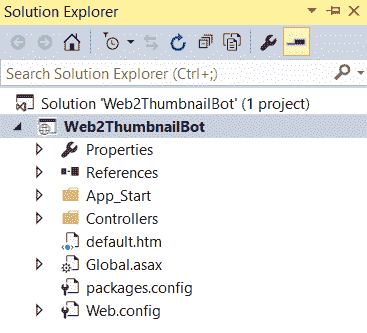 Solution Explorer
Search Solution Explorer (Ctrl+;)
Solution 'Web2ThumbnailBot' (1 project)
Web2ThumbnailBot
Properties
References
App_Start
Controllers
default.htm
Global.asax
packages.config
Web.config